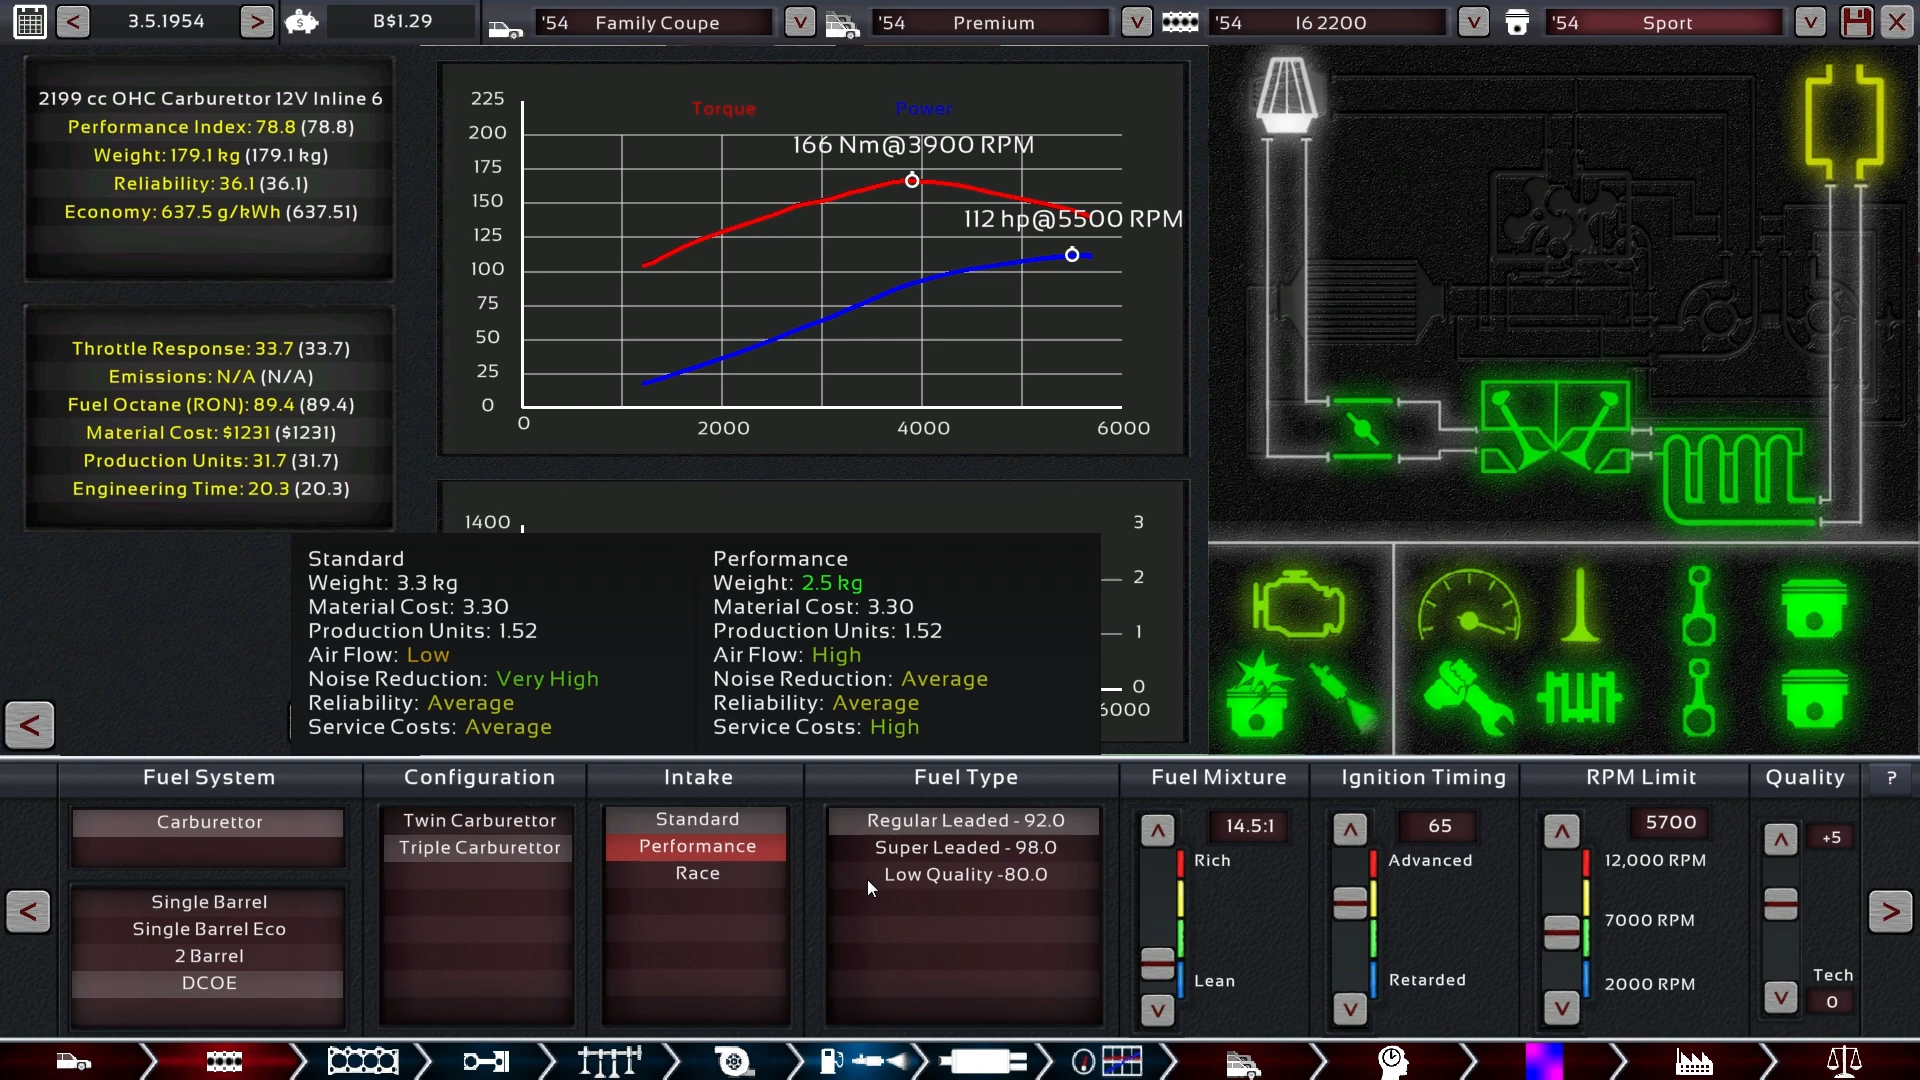 3.5.1954
B$1.29
'54 Family Coupe
'54 Premium
'54 I6 2200
'54 Sport
2199 cc OHC Carburettor 12V Inline 6
Performance Index: 78.8 (78.8)
Weight: 179.1 kg (179.1 kg)
Reliability: 36.1 (36.1)
Economy: 637.5 g/kWh (637.51)
Throttle Response: 33.7 (33.7)
Emissions: N/A (N/A)
Fuel Octane (RON): 89.4 (89.4)
Material Cost: $1231 ($1231)
Production Units: 31.7 (31.7)
Engineering Time: 20.3 (20.3)
225
200
175
150
125
100
75
50
25
0
0
2000
4000
6000
Torque
Power
166 Nm@3900 RPM
112 hp@5500 RPM
1400
3
2
1
0
6000
Standard
Weight: 3.3 kg
Material Cost: 3.30
Production Units: 1.52
Air Flow: Low
Noise Reduction: Very High
Reliability: Average
Service Costs: Average
Performance
Weight: 2.5 kg
Material Cost: 3.30
Production Units: 1.52
Air Flow: High
Noise Reduction: Average
Reliability: Average
Service Costs: High
Fuel System
Carburettor
Single Barrel
Single Barrel Eco
2 Barrel
DCOE
Configuration
Twin Carburettor
Triple Carburettor
Intake
Standard
Performance
Race
Fuel Type
Regular Leaded - 92.0
Super Leaded - 98.0
Low Quality -80.0
Fuel Mixture
14.5:1
Rich
Lean
Ignition Timing
65
Advanced
Retarded
RPM Limit
5700
12,000 RPM
7000 RPM
2000 RPM
Quality
+5
Tech
0
?